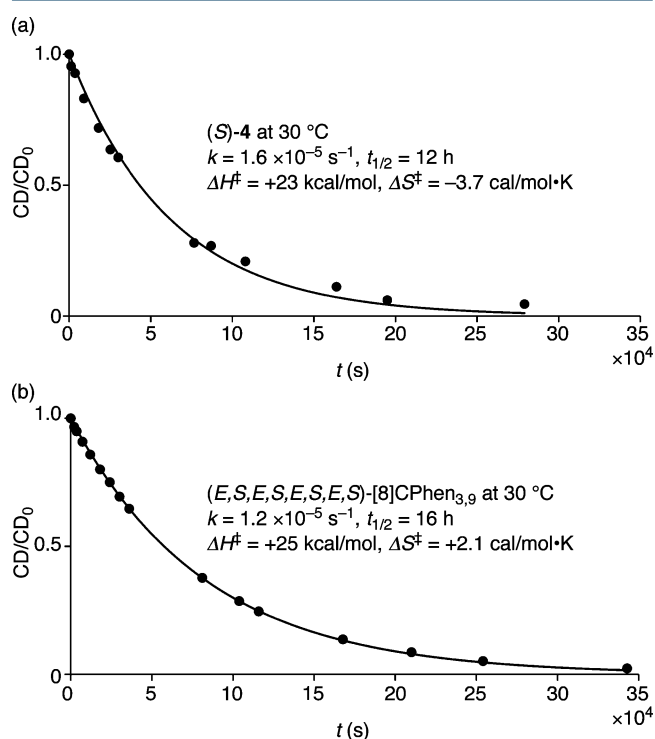 (a)
1.0
(S)-4 at 30 °C
k = 1.6 ×10⁻⁵ s⁻¹, t1/2 = 12 h
ΔH‡ = +23 kcal/mol, ΔS‡ = –3.7 cal/mol•K
CD/CD0
0.5
0
0 5 10 15 20 25 30 35
×10⁴
t (s)
(b)
1.0
(E,S,E,S,E,S,E,S)-[8]CPhen3,9 at 30 °C
k = 1.2 ×10⁻⁵ s⁻¹, t1/2 = 16 h
ΔH‡ = +25 kcal/mol, ΔS‡ = +2.1 cal/mol•K
CD/CD0
0.5
0
0 5 10 15 20 25 30 35
×10⁴
t (s)